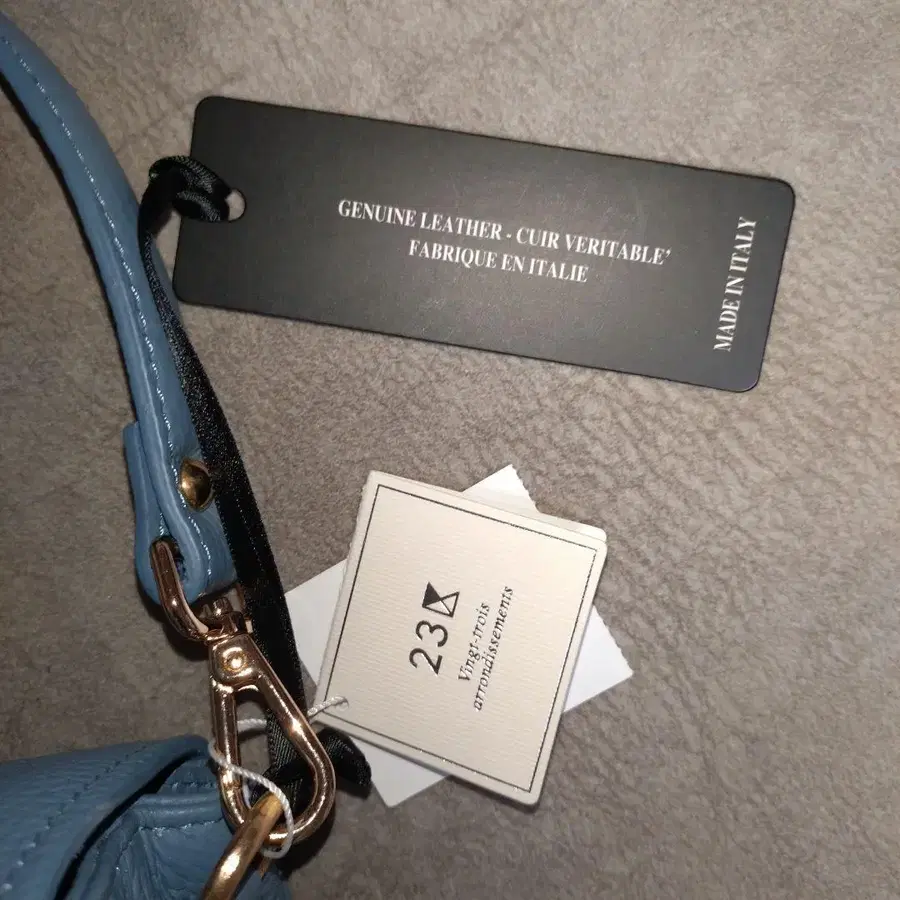 GENUINE LEATHER - CUIR VERITABLE'
FABRIQUE EN ITALIE
MADE IN ITALY
23
Vingt-trois
arrondissements